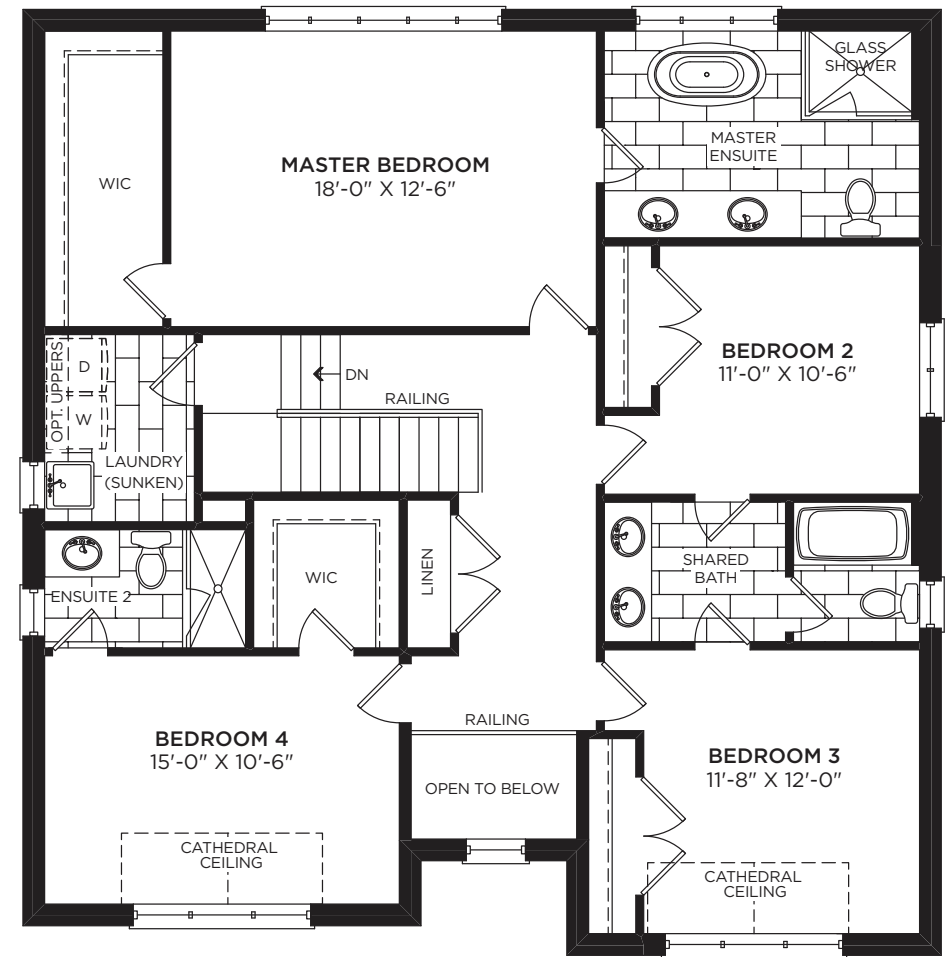 GLASS
SHOWER
MASTER
ENSUITE
MASTER BEDROOM
18'-0" X 12'-6"
WIC
BEDROOM 2
11'-0" X 10'-6"
OPT. UPPERS
D
W
DN
RAILING
LAUNDRY
(SUNKEN)
ENSUITE 2
WIC
LINEN
SHARED
BATH
RAILING
BEDROOM 4
15'-0" X 10'-6"
OPEN TO BELOW
BEDROOM 3
11'-8" X 12'-0"
CATHEDRAL
CEILING
CATHEDRAL
CEILING